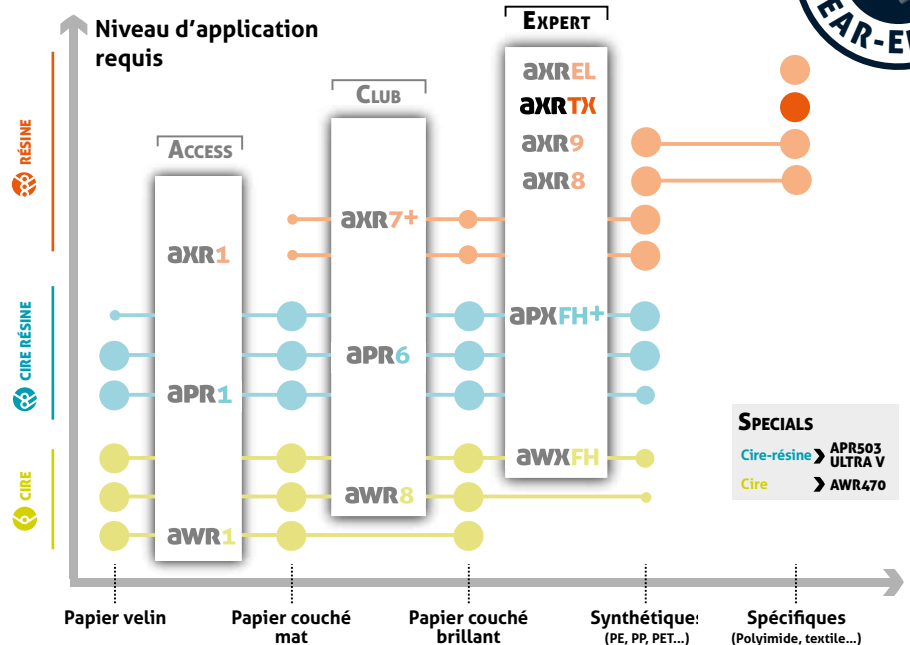 Niveau d'application
requis
EXPERT
EAR-E
CLUB
ACCESS
RÉSINE
CIRE RÉSINE
CIRE
aXREL
aXRTX
aXR9
aXR8
aXR7+
aXR1
aPXFH+
aPR6
aPR1
aWXFH
aWR8
aWR1
SPECIALS
Cire-résine APR503
ULTRA V
Cire AWR470
Papier velin
Papier couché
mat
Papier couché
brillant
Synthétiques
(PE, PP, PET...)
Spécifiques
(Polyimide, textile...)